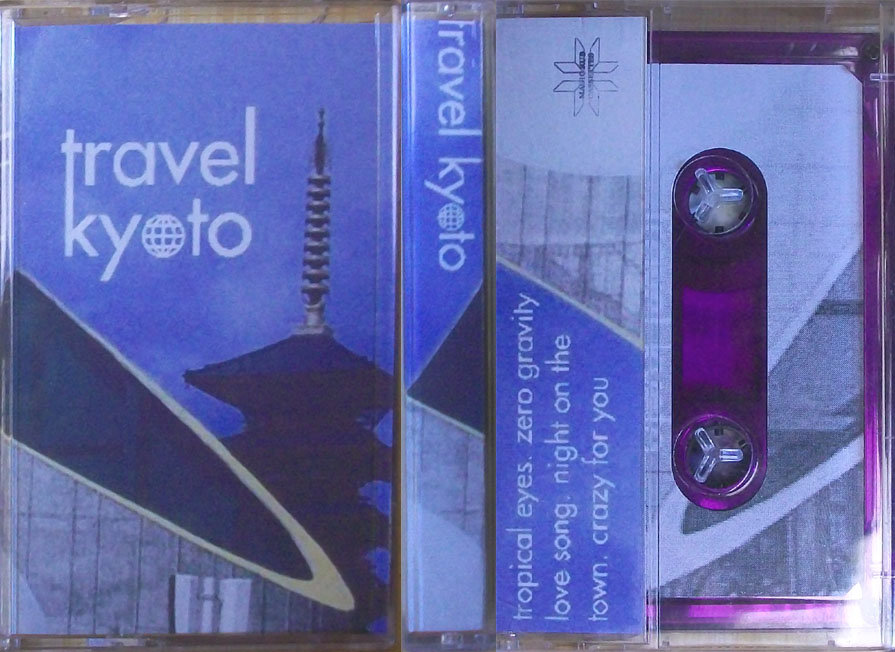 travel
kyoto
travel kyoto
tropical eyes. zero gravity
love song. night on the
town. crazy for you